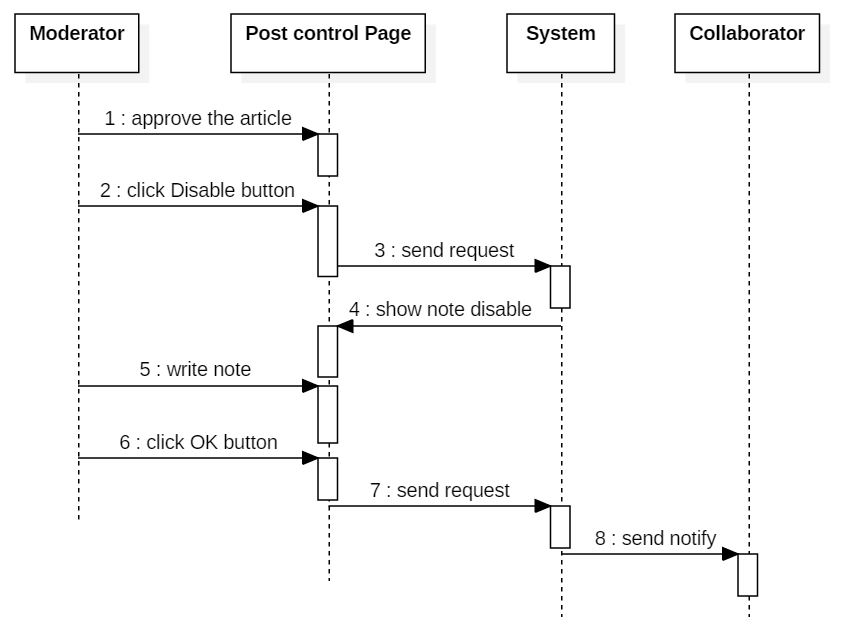 Moderator
Post control Page
System
Collaborator
1 : approve the article
2 : click Disable button
3 : send request
4 : show note disable
5 : write note
6 : click OK button
7 : send request
8 : send notify